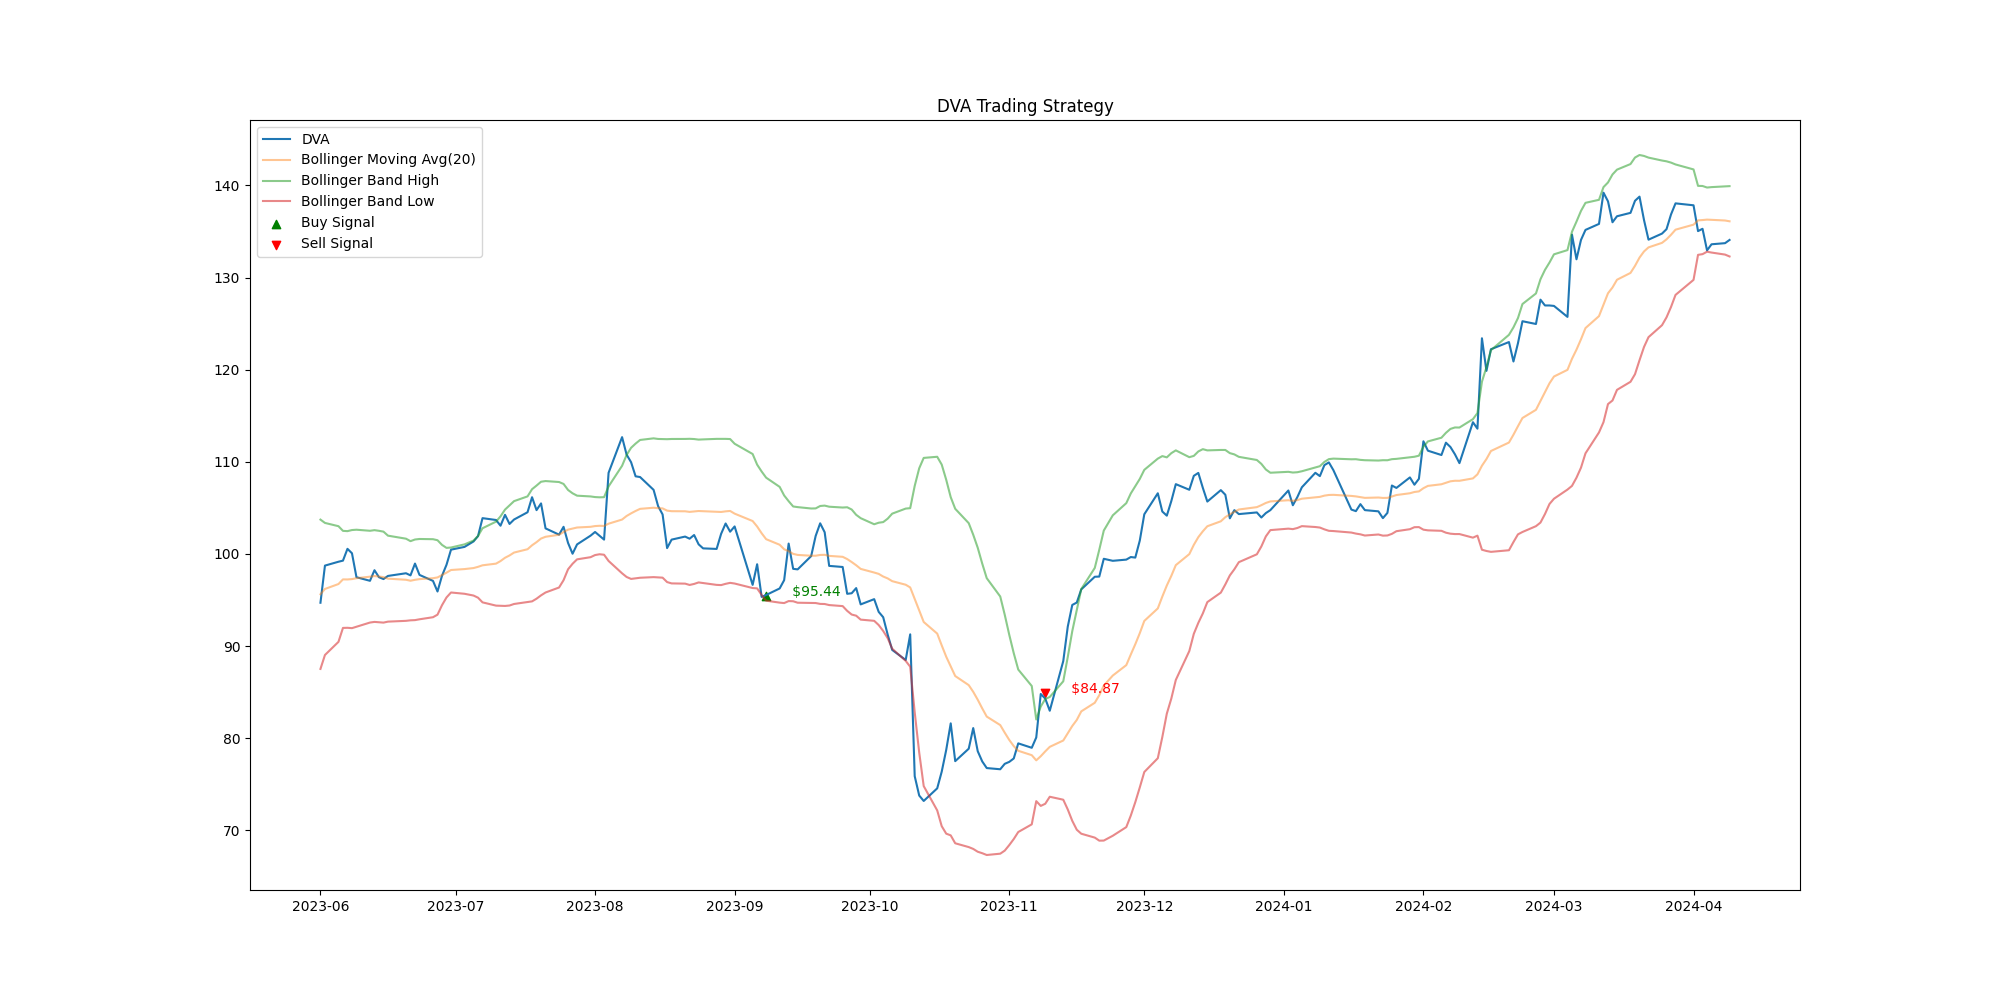 DVA Trading Strategy
DVA
Bollinger Moving Avg(20)
Bollinger Band High
Bollinger Band Low
Buy Signal
Sell Signal
140
130
120
110
100
90
80
70
$95.44
$84.87
2023-06 2023-07 2023-08 2023-09 2023-10 2023-11 2023-12 2024-01 2024-02 2024-03 2024-04